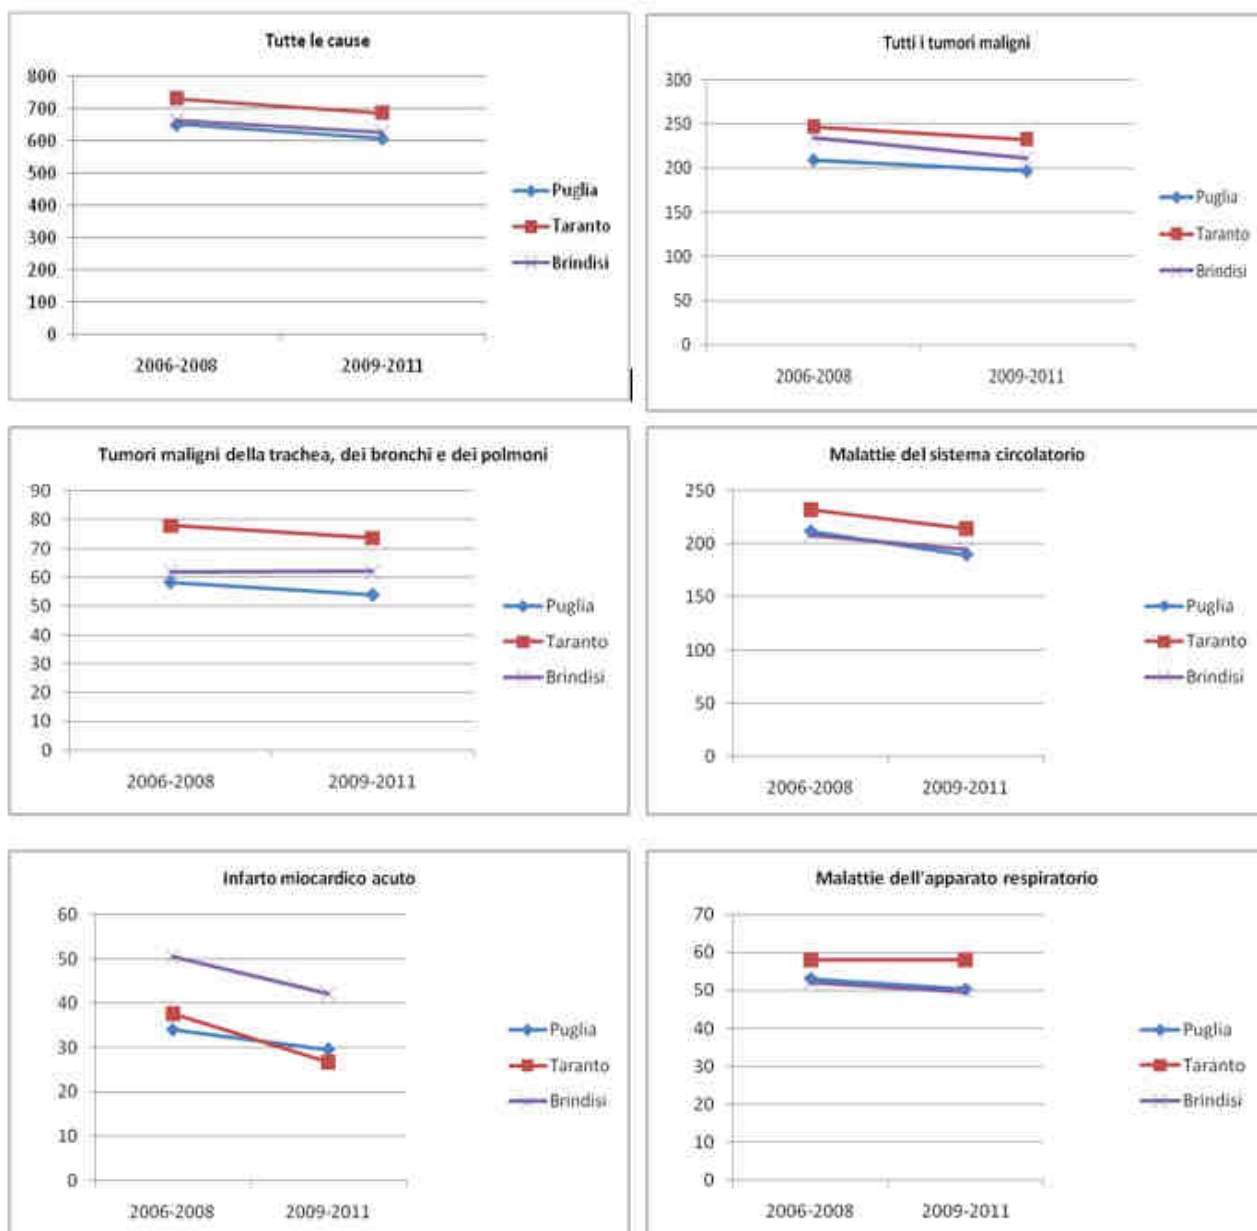 Tutte le cause
800
700
600
500
400
300
200
100
0
2006-2008 2009-2011
Puglia
Taranto
Brindisi
Tutti i tumori maligni
300
250
200
150
100
50
0
2006-2008 2009-2011
Puglia
Taranto
Brindisi
Tumori maligni della trachea, dei bronchi e dei polmoni
90
80
70
60
50
40
30
20
10
0
2006-2008 2009-2011
Puglia
Taranto
Brindisi
Malattie del sistema circolatorio
250
200
150
100
50
0
2006-2008 2009-2011
Puglia
Taranto
Brindisi
Infarto miocardico acuto
60
50
40
30
20
10
0
2006-2008 2009-2011
Puglia
Taranto
Brindisi
Malattie dell'apparato respiratorio
70
60
50
40
30
20
10
0
2006-2008 2009-2011
Puglia
Taranto
Brindisi